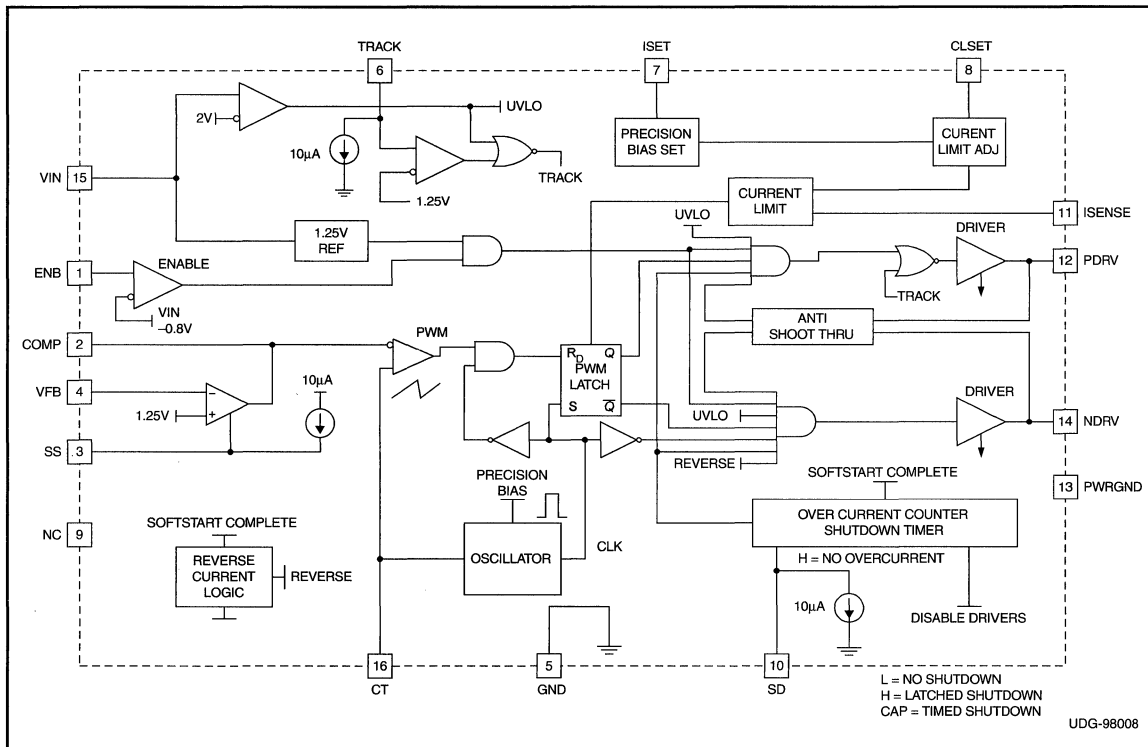 TRACK
6
ISET
7
CLSET
8
2V
UVLO
10µA
TRACK
1.25V
PRECISION
BIAS SET
CURENT
LIMIT ADJ
VIN
15
CURRENT
LIMIT
11
ISENSE
1.25V
REF
UVLO
DRIVER
12
PDRV
TRACK
ENB
1
ENABLE
VIN
–0.8V
ANTI
SHOOT THRU
COMP
2
PWM
RD Q
PWM
LATCH
S Q
VFB
4
1.25V
–
+
10µA
DRIVER
UVLO
14
NDRV
SS
3
REVERSE
PRECISION
BIAS
SOFTSTART COMPLETE
13
PWRGND
NC
9
SOFTSTART COMPLETE
REVERSE
CURRENT
LOGIC
REVERSE
OSCILLATOR
CLK
OVER CURRENT COUNTER
SHUTDOWN TIMER
H = NO OVERCURRENT
10µA
DISABLE DRIVERS
16
CT
5
GND
10
SD
L = NO SHUTDOWN
H = LATCHED SHUTDOWN
CAP = TIMED SHUTDOWN
UDG-98008